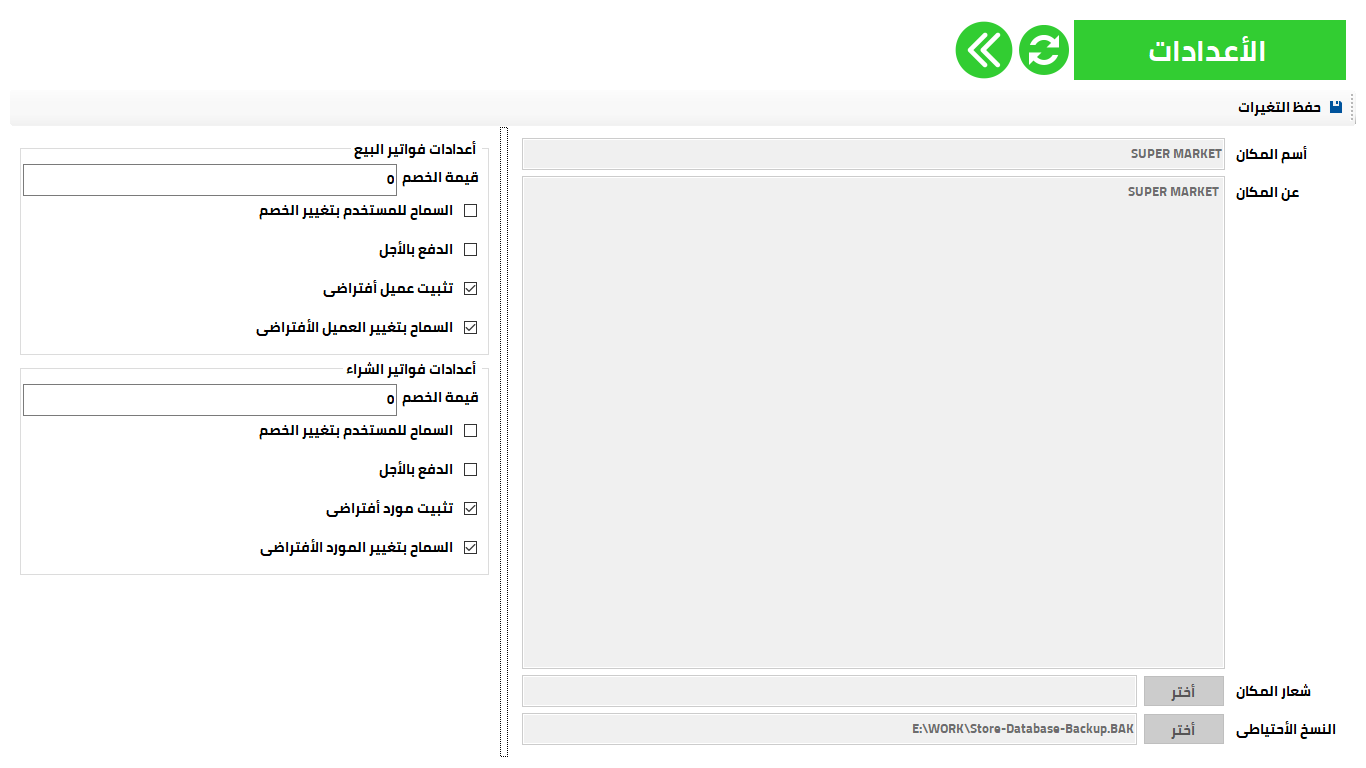 الأعدادات
حفظ التغيرات
أسم المكان
SUPER MARKET
عن المكان
SUPER MARKET
شعار المكان
أختر
النسخ الأحتياطى
أختر
E:\WORK\Store-Database-Backup.BAK
أعدادات فواتير البيع
قيمة الخصم 0
السماح للمستخدم بتغيير الخصم
الدفع بالأجل
تثبيت عميل أفتراضى
السماح بتغيير العميل الأفتراضى
أعدادات فواتير الشراء
قيمة الخصم 0
السماح للمستخدم بتغيير الخصم
الدفع بالأجل
تثبيت مورد أفتراضى
السماح بتغيير المورد الأفتراضى